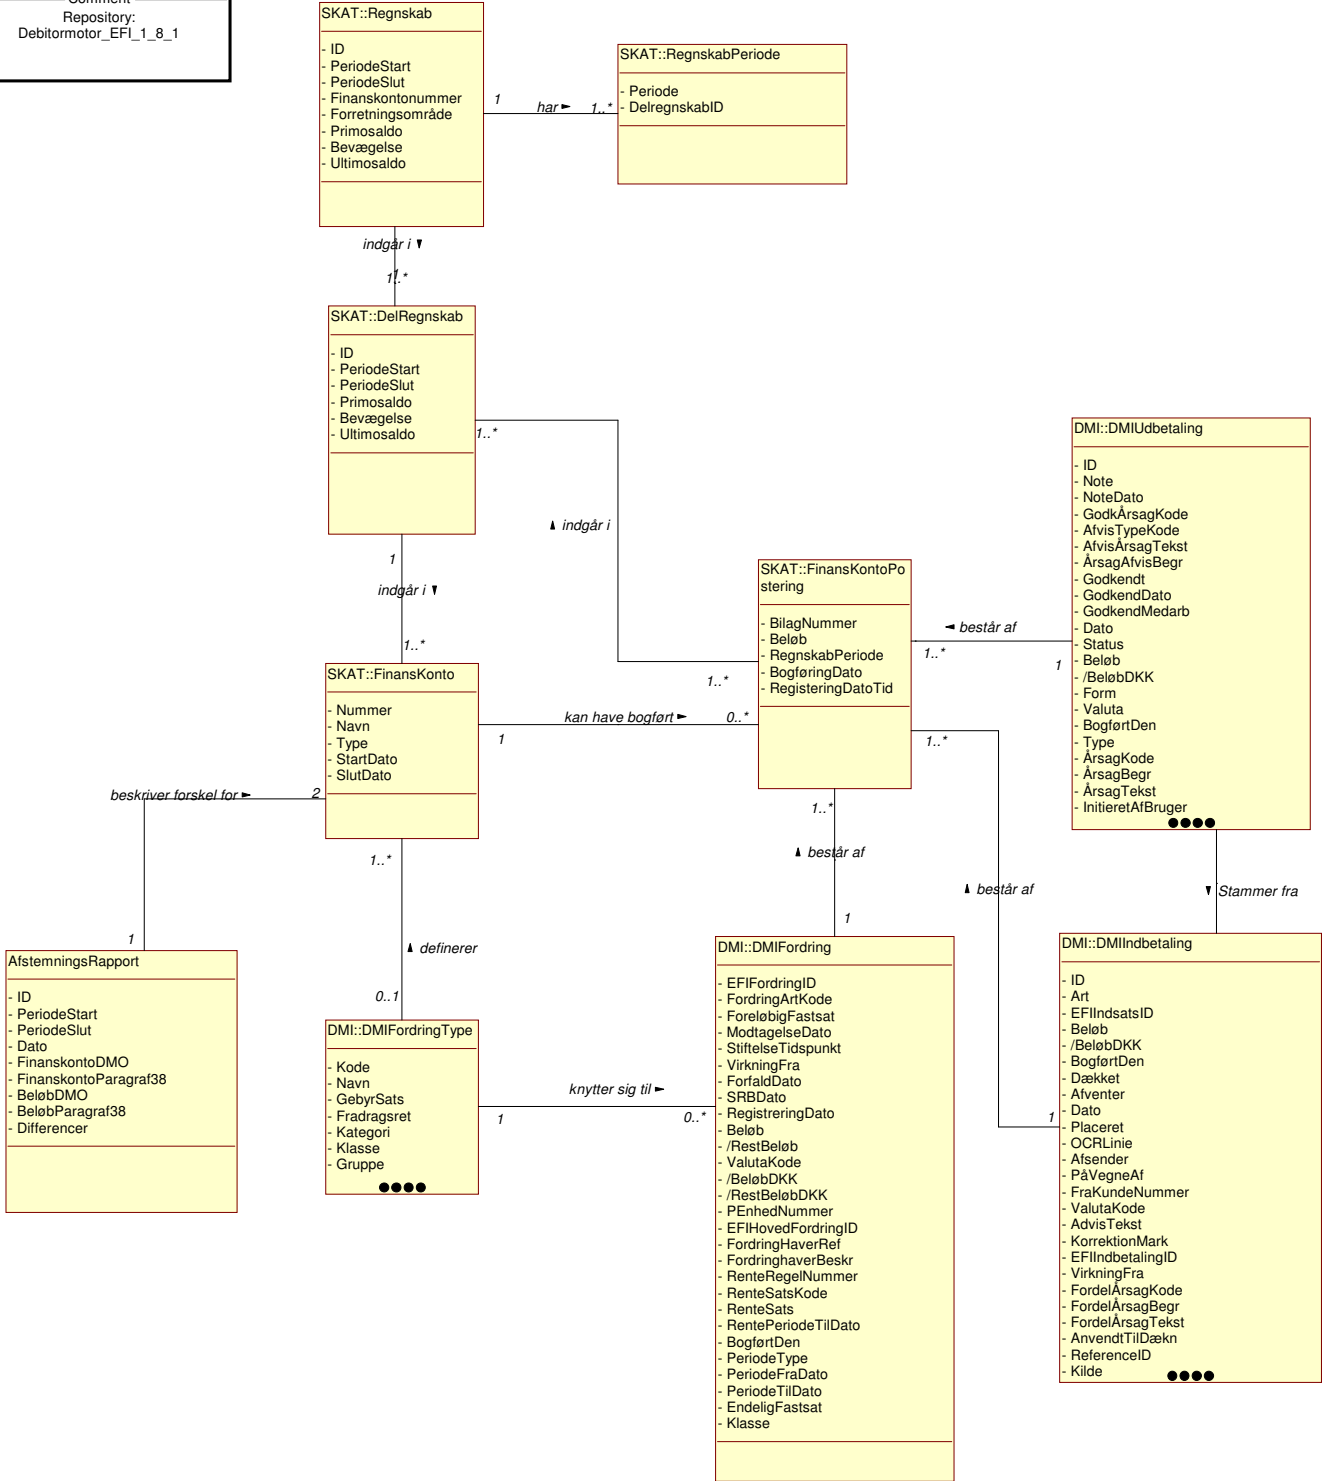 Comment
Repository:
Debitormotor_EFI_1_8_1
SKAT::Regnskab
- ID
- PeriodeStart
- PeriodeSlut
- Finanskontonummer
- Forretningsområde
- Primosaldo
- Bevægelse
- Ultimosaldo
SKAT::RegnskabPeriode
- Periode
- DelregnskabID
1
har
1..*
indgår i
1
1..*
SKAT::DelRegnskab
- ID
- PeriodeStart
- PeriodeSlut
- Primosaldo
- Bevægelse
- Ultimosaldo
1..*
indgår i
1..*
1
indgår i
1..*
DMI::DMIUdbetaling
- ID
- Note
- NoteDato
- GodkÅrsagKode
- AfvisTypeKode
- AfvisÅrsagTekst
- ÅrsagAfvisBegr
- Godkendt
- GodkendDato
- GodkendMedarb
- Dato
- Status
- Beløb
- /BeløbDKK
- Form
- Valuta
- BogførtDen
- Type
- ÅrsagKode
- ÅrsagBegr
- ÅrsagTekst
- InitieretAfBruger
SKAT::FinansKontoPo
stering
- BilagNummer
- Beløb
- RegnskabPeriode
- BogføringDato
- RegisteringDatoTid
består af
1..*
1
SKAT::FinansKonto
- Nummer
- Navn
- Type
- StartDato
- SlutDato
kan have bogført
0..*
1
1..*
beskriver forskel for
2
1
1..*
definerer
0..1
1..*
består af
1
består af
1
Stammer fra
AfstemningsRapport
- ID
- PeriodeStart
- PeriodeSlut
- Dato
- FinanskontoDMO
- FinanskontoParagraf38
- BeløbDMO
- BeløbParagraf38
- Differencer
DMI::DMIFordringType
- Kode
- Navn
- GebyrSats
- Fradragsret
- Kategori
- Klasse
- Gruppe
knytter sig til
1
0..*
DMI::DMIFordring
- EFIFordringID
- FordringArtKode
- ForeløbigFastsat
- ModtagelseDato
- StiftelseTidspunkt
- VirkningFra
- ForfaldDato
- SRBDato
- RegistreringDato
- Beløb
- /RestBeløb
- ValutaKode
- /BeløbDKK
- /RestBeløbDKK
- PEnhedNummer
- EFIHovedFordringID
- FordringHaverRef
- FordringhaverBeskr
- RenteRegelNummer
- RenteSatsKode
- RenteSats
- RentePeriodeTilDato
- BogførtDen
- PeriodeType
- PeriodeFraDato
- PeriodeTilDato
- EndeligFastsat
- Klasse
DMI::DMIIndbetaling
- ID
- Art
- EFIIndsatsID
- Beløb
- /BeløbDKK
- BogførtDen
- Dækket
- Afventer
- Dato
- Placeret
- OCRLinie
- Afsender
- PåVegneAf
- FraKundeNummer
- ValutaKode
- AdvisTekst
- KorrektionMark
- EFIIndbetalingID
- VirkningFra
- FordelÅrsagKode
- FordelÅrsagBegr
- FordelÅrsagTekst
- AnvendtTilDækn
- ReferenceID
- Kilde